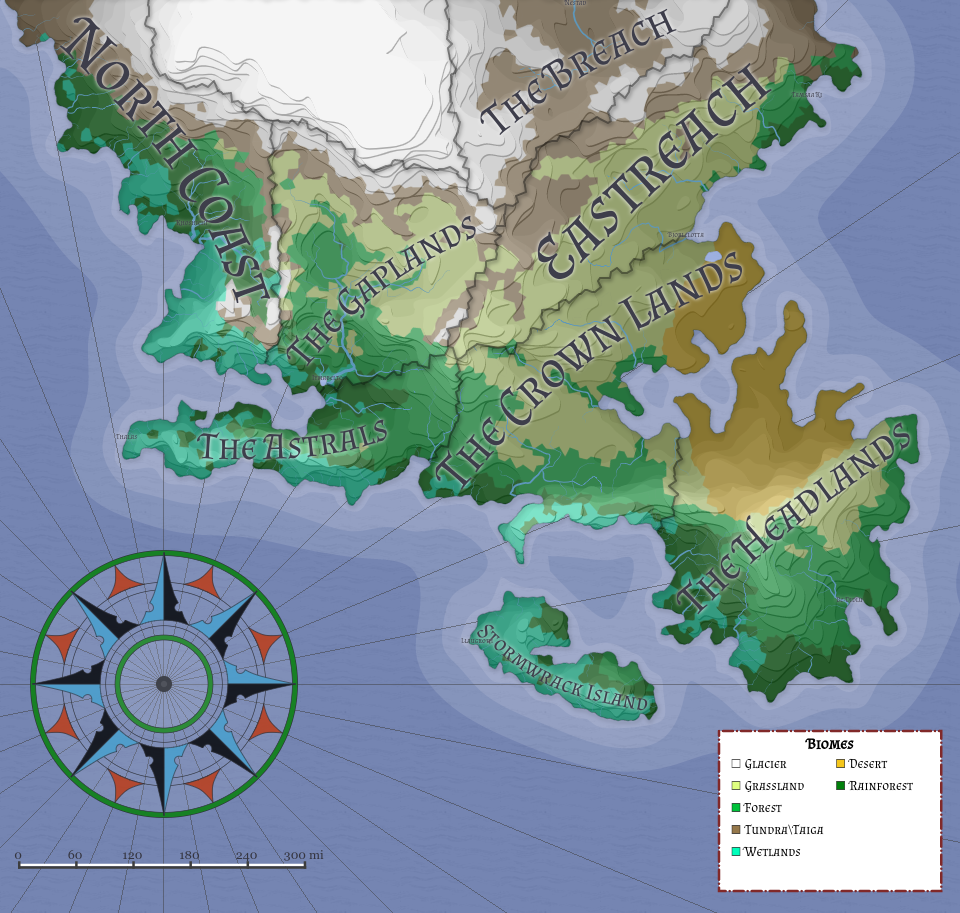 North Coast
The Breach
Eastreach
The Gaplands
The Crown Lands
The Astrals
The Headlands
Stormwrack Island
Biomes
Glacier
Desert
Grassland
Rainforest
Forest
Tundra\Taiga
Wetlands
0 60 120 180 240 300 mi